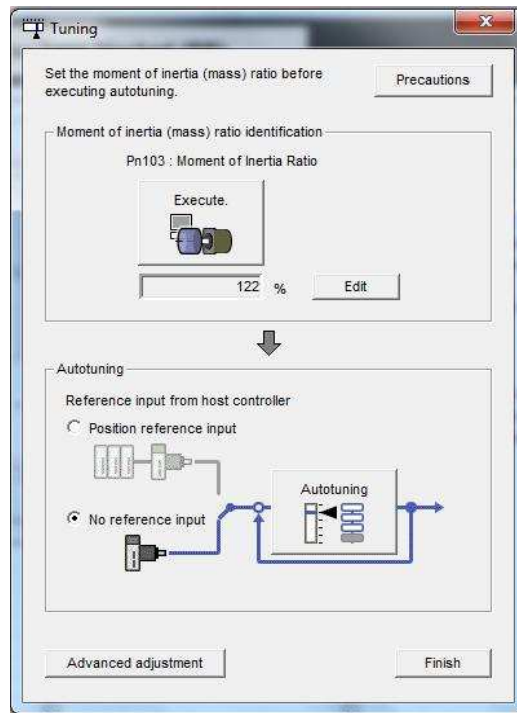 Tuning
Set the moment of inertia (mass) ratio before
executing autotuning.
Precautions
Moment of inertia (mass) ratio identification
Pn103 : Moment of Inertia Ratio
Execute.
122 %
Edit
Autotuning
Reference input from host controller
Position reference input
No reference input
Autotuning
Advanced adjustment
Finish